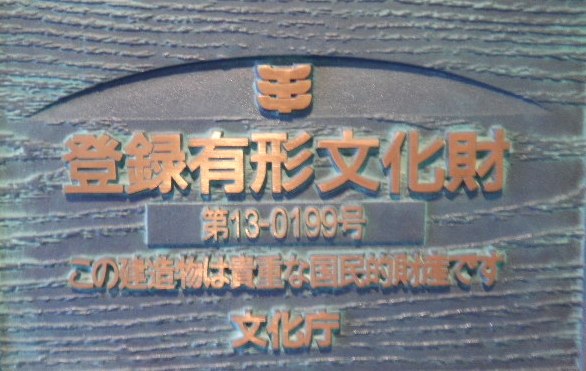 登録有形文化財
第13-0199号
この建造物は貴重な国民的財産です
文化庁